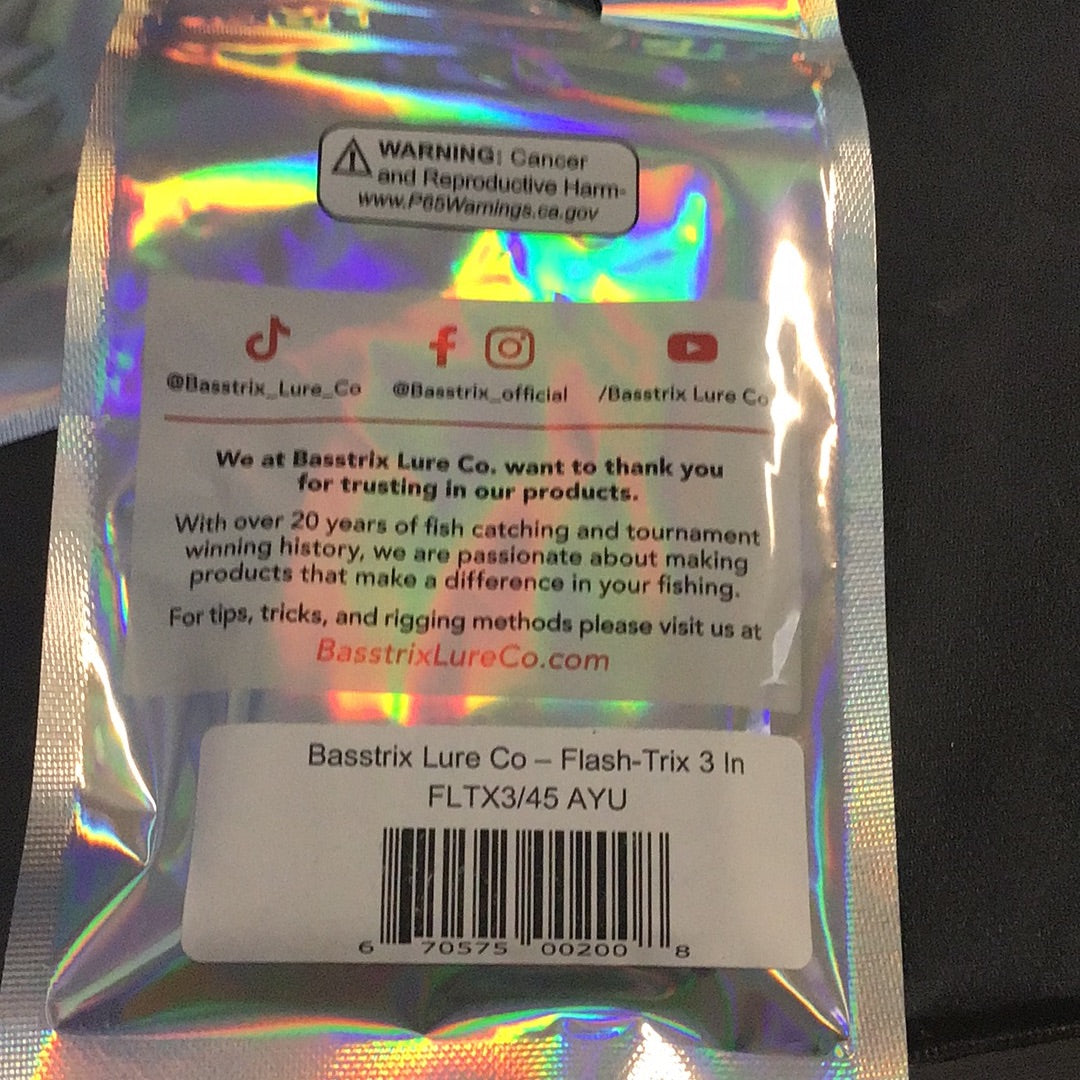 WARNING: Cancer
and Reproductive Harm-
www.P65Warnings.ca.gov
@Basstrix_Lure_Co @Basstrix_official /Basstrix Lure Co
We at Basstrix Lure Co. want to thank you
for trusting in our products.
With over 20 years of fish catching and tournament
winning history, we are passionate about making
products that make a difference in your fishing.
For tips, tricks, and rigging methods please visit us at
BasstrixLureCo.com
Basstrix Lure Co – Flash-Trix 3 In
FLTX3/45 AYU
6 70575 00200 8